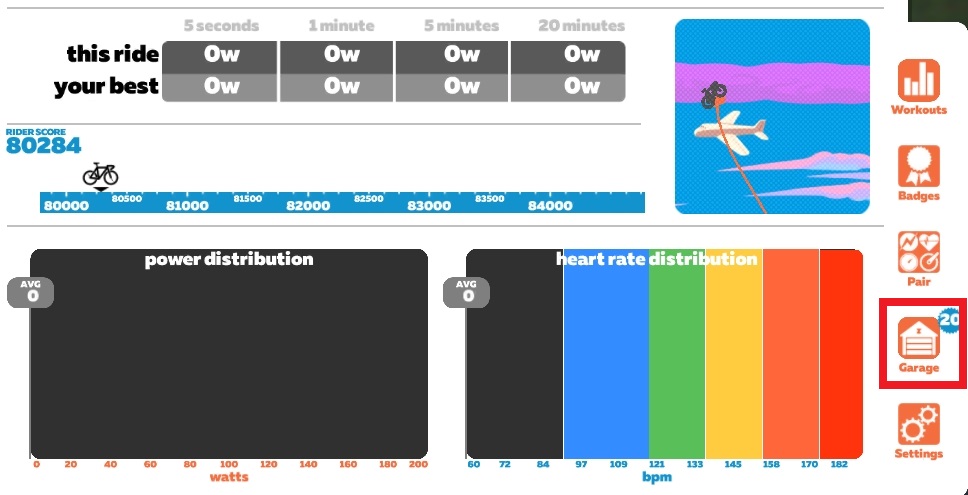 5 seconds 1 minute 5 minutes 20 minutes
this ride 0w 0w 0w 0w
your best 0w 0w 0w 0w
RIDER SCORE
80284
80000 80500 81000 81500 82000 82500 83000 83500 84000
power distribution
AVG
0
0 20 40 60 80 100 120 140 160 180 200
watts
heart rate distribution
AVG
0
60 72 84 97 109 121 133 145 158 170 182
bpm
Workouts
Badges
Pair
20
Garage
Settings